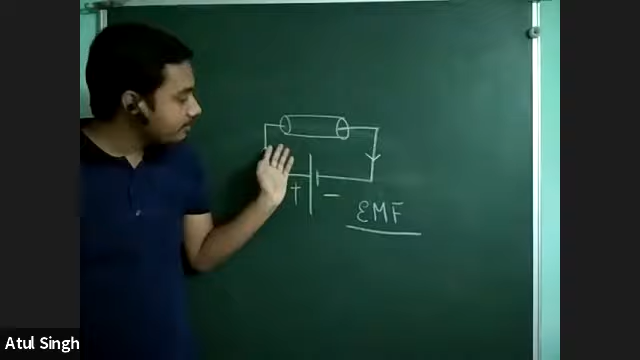 + −
EMF
Atul Singh